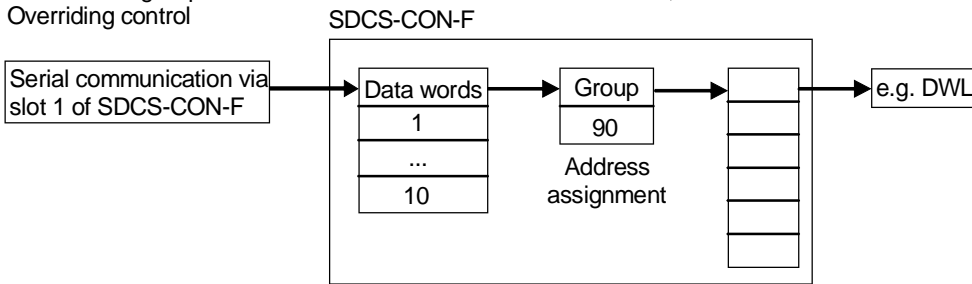 Overriding control
SDCS-CON-F
Serial communication via
slot 1 of SDCS-CON-F
Data words
1
...
10
Group
90
Address
assignment
e.g. DWL